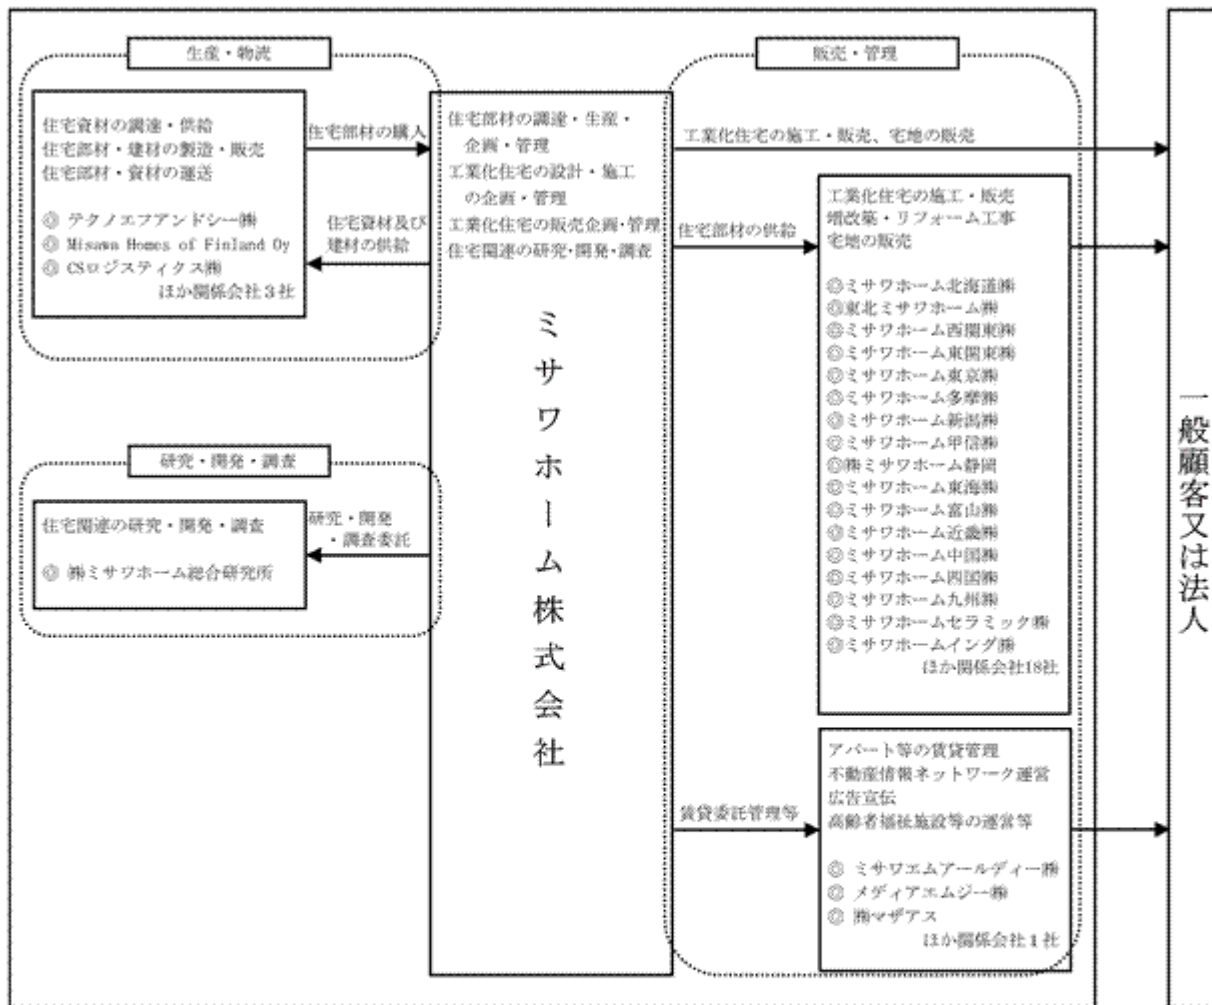 生産・物流
住宅資材の調達・供給
住宅部材・建材の製造・販売
住宅部材・資材の運送
◎ テクノエフアンドシー㈱
◎ Misawa Homes of Finland Oy
◎ CSロジスティクス㈱
ほか関係会社3社
住宅部材の購入
住宅資材及び
建材の供給
研究・開発・調査
住宅関連の研究・開発・調査
◎ ㈱ミサワホーム総合研究所
研究・開発
・調査委託
住宅部材の調達・生産・
企画・管理
工業化住宅の設計・施工
の企画・管理
工業化住宅の販売企画・管理
住宅関連の研究・開発・調査
ミサワホーム株式会社
販売・管理
工業化住宅の施工・販売、宅地の販売
住宅部材の供給
工業化住宅の施工・販売
増改築・リフォーム工事
宅地の販売
◎ミサワホーム北海道㈱
◎東北ミサワホーム㈱
◎ミサワホーム西関東㈱
◎ミサワホーム東関東㈱
◎ミサワホーム東京㈱
◎ミサワホーム多摩㈱
◎ミサワホーム新潟㈱
◎ミサワホーム甲信㈱
◎㈱ミサワホーム静岡
◎ミサワホーム東海㈱
◎ミサワホーム富山㈱
◎ミサワホーム近畿㈱
◎ミサワホーム中国㈱
◎ミサワホーム四国㈱
◎ミサワホーム九州㈱
◎ミサワホームセラミック㈱
◎ミサワホームイング㈱
ほか関係会社18社
賃貸委託管理等
アパート等の賃貸管理
不動産情報ネットワーク運営
広告宣伝
高齢者福祉施設等の運営等
◎ ミサワエムアールディー㈱
◎ メディアエムジー㈱
◎ ㈱マザアス
ほか関係会社1社
一般顧客又は法人